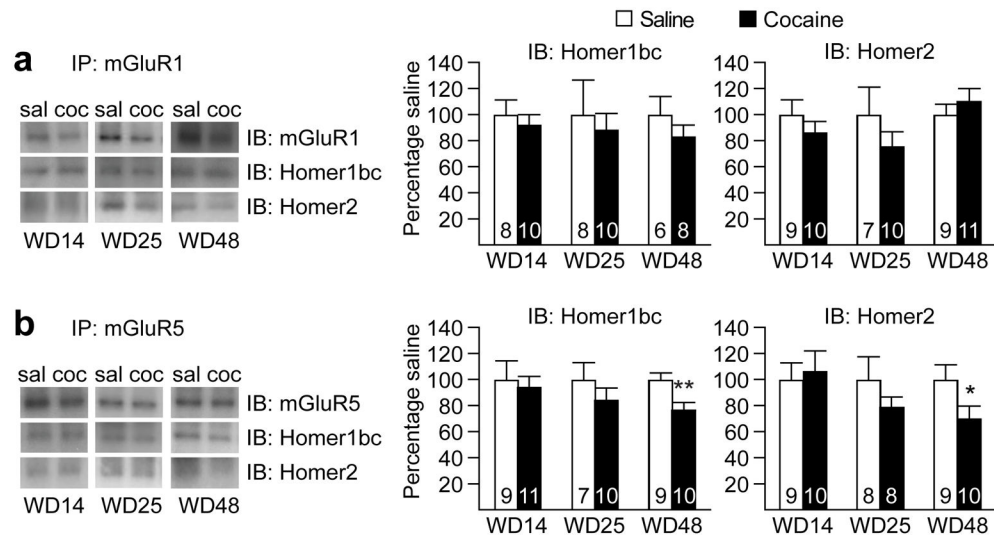 Saline Cocaine
a IP: mGluR1
sal coc sal coc sal coc
IB: mGluR1
IB: Homer1bc
IB: Homer2
WD14 WD25 WD48
IB: Homer1bc
Percentage saline
140
120
100
80
60
40
20
8 10 8 10 6 8
WD14 WD25 WD48
IB: Homer2
140
120
100
80
60
40
20
9 10 7 10 9 11
WD14 WD25 WD48
b IP: mGluR5
sal coc sal coc sal coc
IB: mGluR5
IB: Homer1bc
IB: Homer2
WD14 WD25 WD48
IB: Homer1bc
Percentage saline
140
120
100
80
60
40
20
**
9 11 7 10 9 10
WD14 WD25 WD48
IB: Homer2
140
120
100
80
60
40
20
*
9 10 8 8 9 10
WD14 WD25 WD48